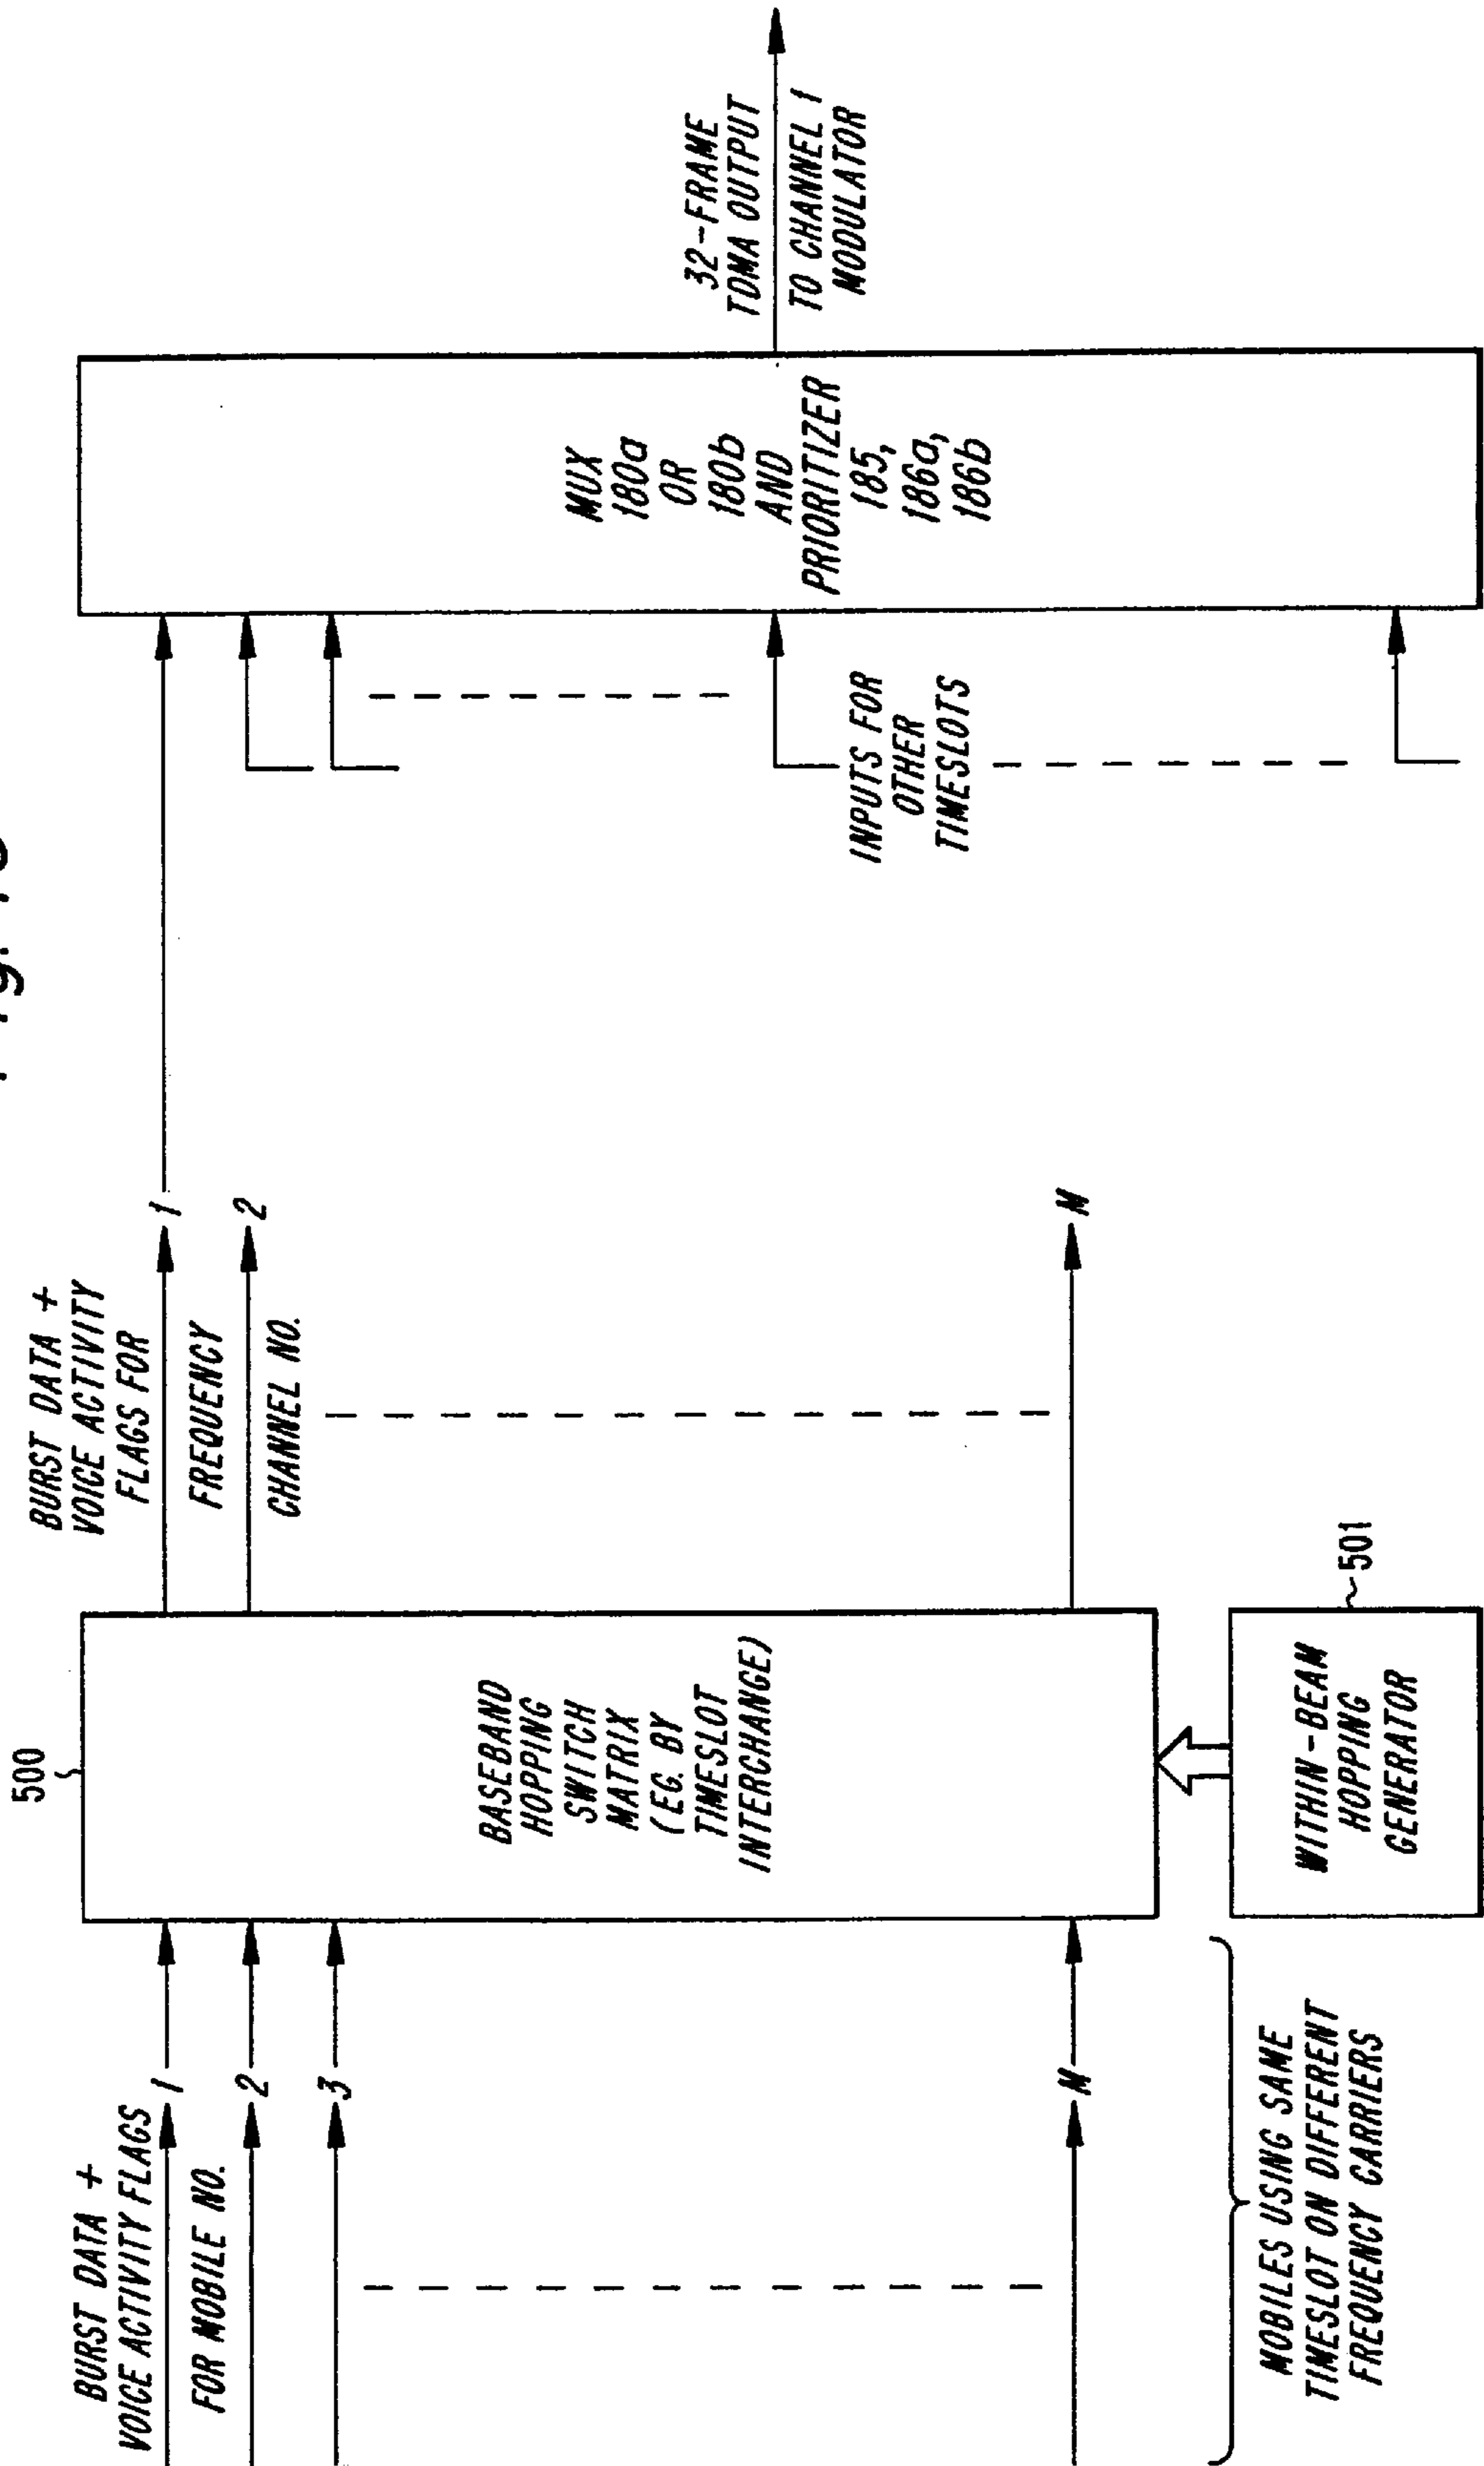 BURST DATA +
VOICE ACTIVITY FLAGS
1
FOR MOBILE NO.
2
3
M
MOBILES USING SAME
TIMESLOT ON DIFFERENT
FREQUENCY CARRIERS
500
BASEBAND
HOPPING
SWITCH
MATRIX
(EG. BY
TIMESLOT
INTERCHANGE)
WITHIN-BEAM
HOPPING
GENERATOR
501
BURST DATA +
VOICE ACTIVITY
FLAGS FOR
1
FREQUENCY
2
CHANNEL NO.
M
INPUTS FOR
OTHER
TIMESLOTS
MUX
180a
OR
180b
AND
PRIORITIZER
185,
186a,
186b
32-FRAME
TDMA OUTPUT
TO CHANNEL 1
MODULATOR